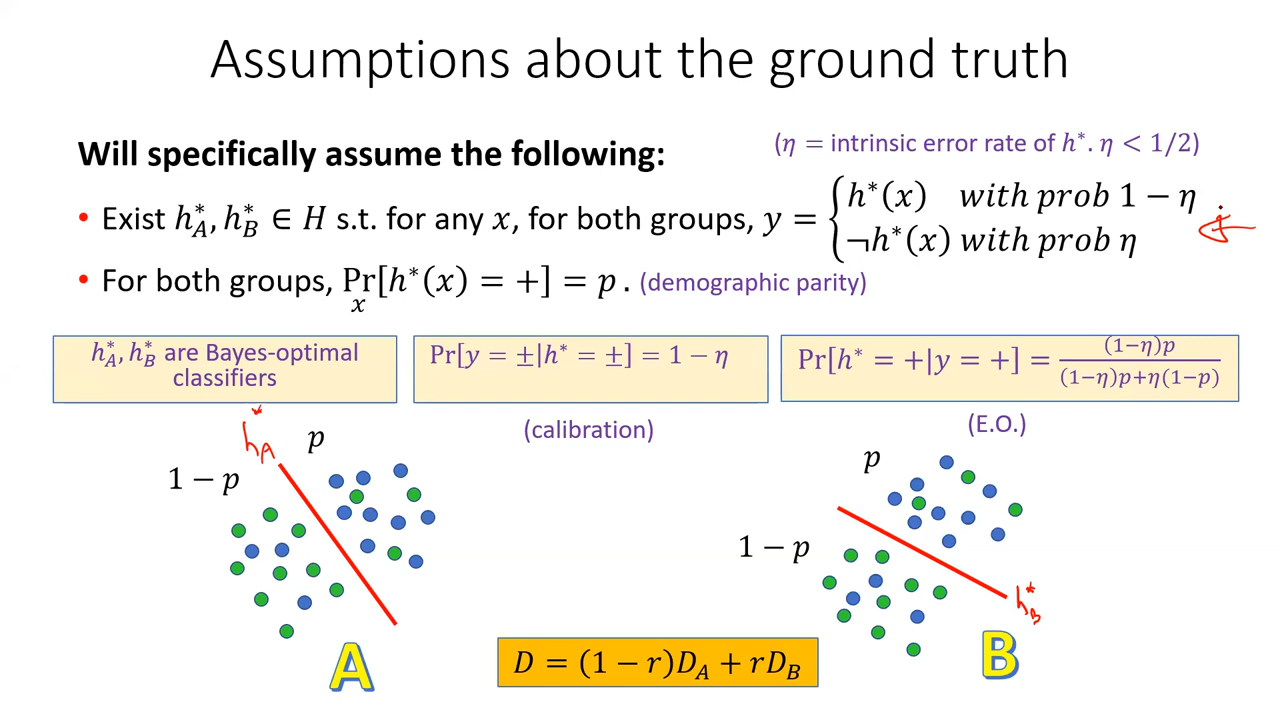 Assumptions about the ground truth
Will specifically assume the following:
(η = intrinsic error rate of h*. η < 1/2)
• Exist h*_A, h*_B ∈ H s.t. for any x, for both groups, y = { h*(x) with prob 1 − η
¬h*(x) with prob η
• For both groups, Pr_x[h*(x) = +] = p. (demographic parity)
h*_A, h*_B are Bayes-optimal
classifiers
Pr[y = ±|h* = ±] = 1 − η
(calibration)
Pr[h* = +|y = +] = (1−η)p / ((1−η)p+η(1−p))
(E.O.)
h*_A
p
1 − p
A
p
1 − p
h*_B
B
D = (1 − r)D_A + rD_B